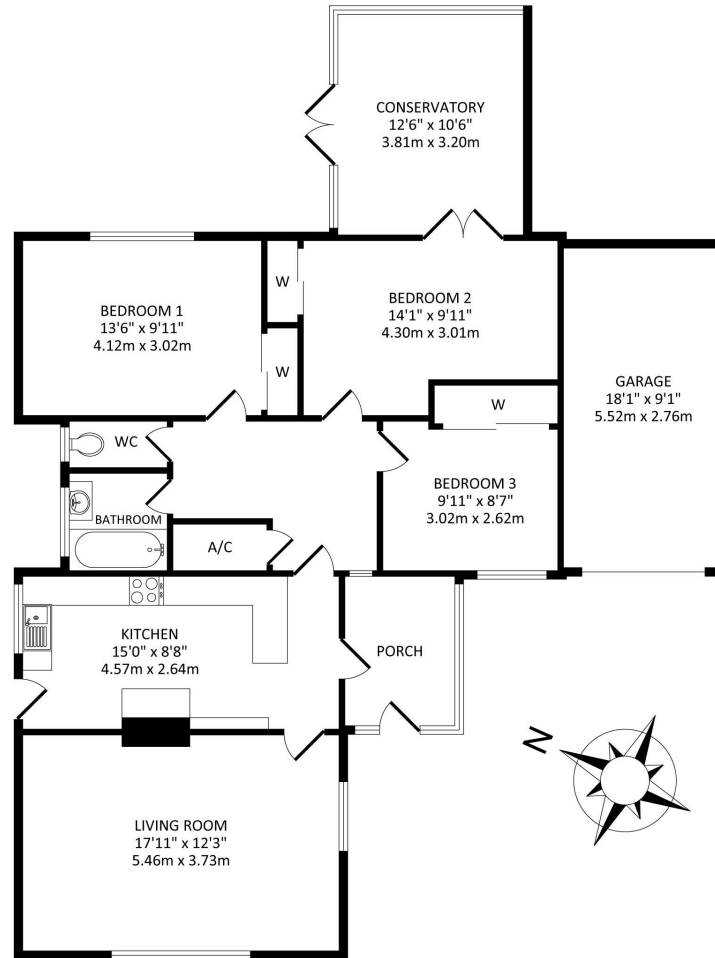 CONSERVATORY
12'6" x 10'6"
3.81m x 3.20m
BEDROOM 1
13'6" x 9'11"
4.12m x 3.02m
W
W
BEDROOM 2
14'1" x 9'11"
4.30m x 3.01m
W
GARAGE
18'1" x 9'1"
5.52m x 2.76m
WC
BATHROOM
A/C
BEDROOM 3
9'11" x 8'7"
3.02m x 2.62m
KITCHEN
15'0" x 8'8"
4.57m x 2.64m
PORCH
N
LIVING ROOM
17'11" x 12'3"
5.46m x 3.73m